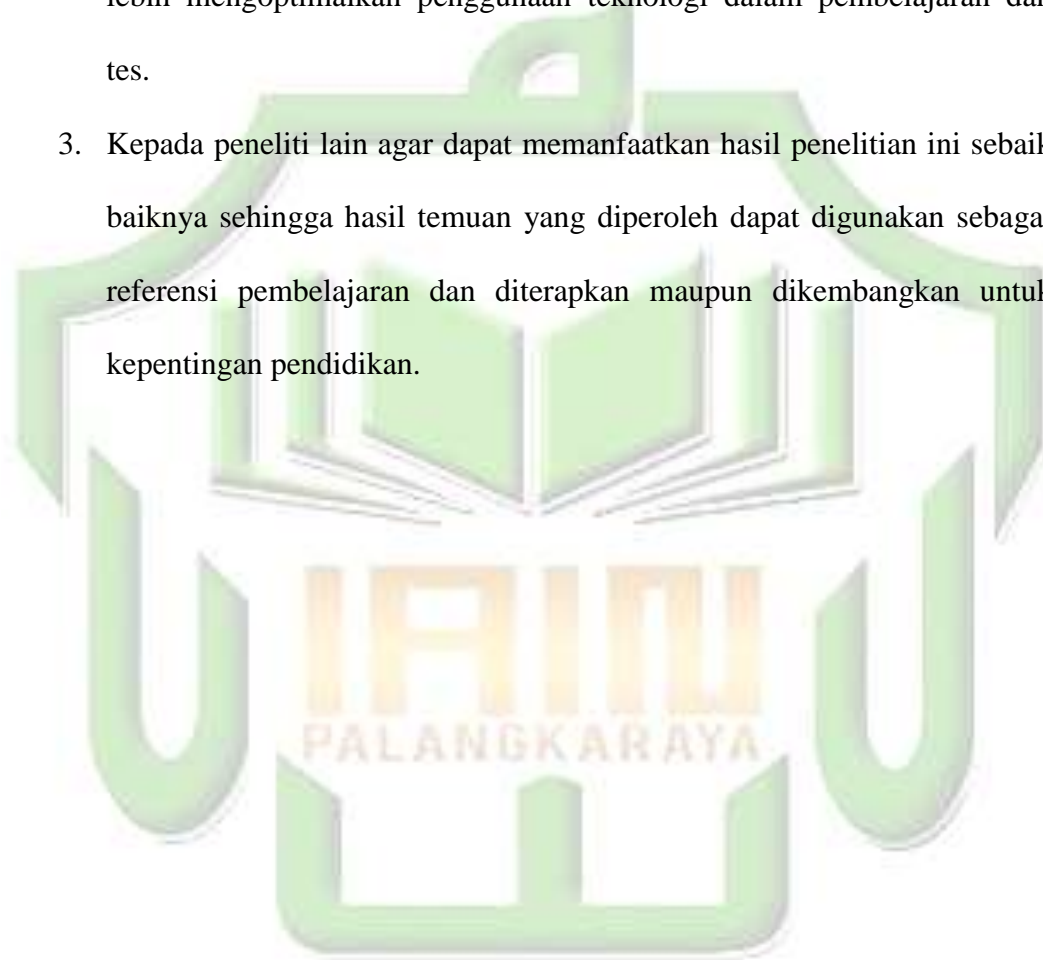 lebih mengoptimalkan penggunaan teknologi dalam pembelajaran dan
tes.
3. Kepada peneliti lain agar dapat memanfaatkan hasil penelitian ini sebaik
baiknya sehingga hasil temuan yang diperoleh dapat digunakan sebaga
referensi pembelajaran dan diterapkan maupun dikembangkan untuk
kepentingan pendidikan.
IAIN
PALANGKARAYA